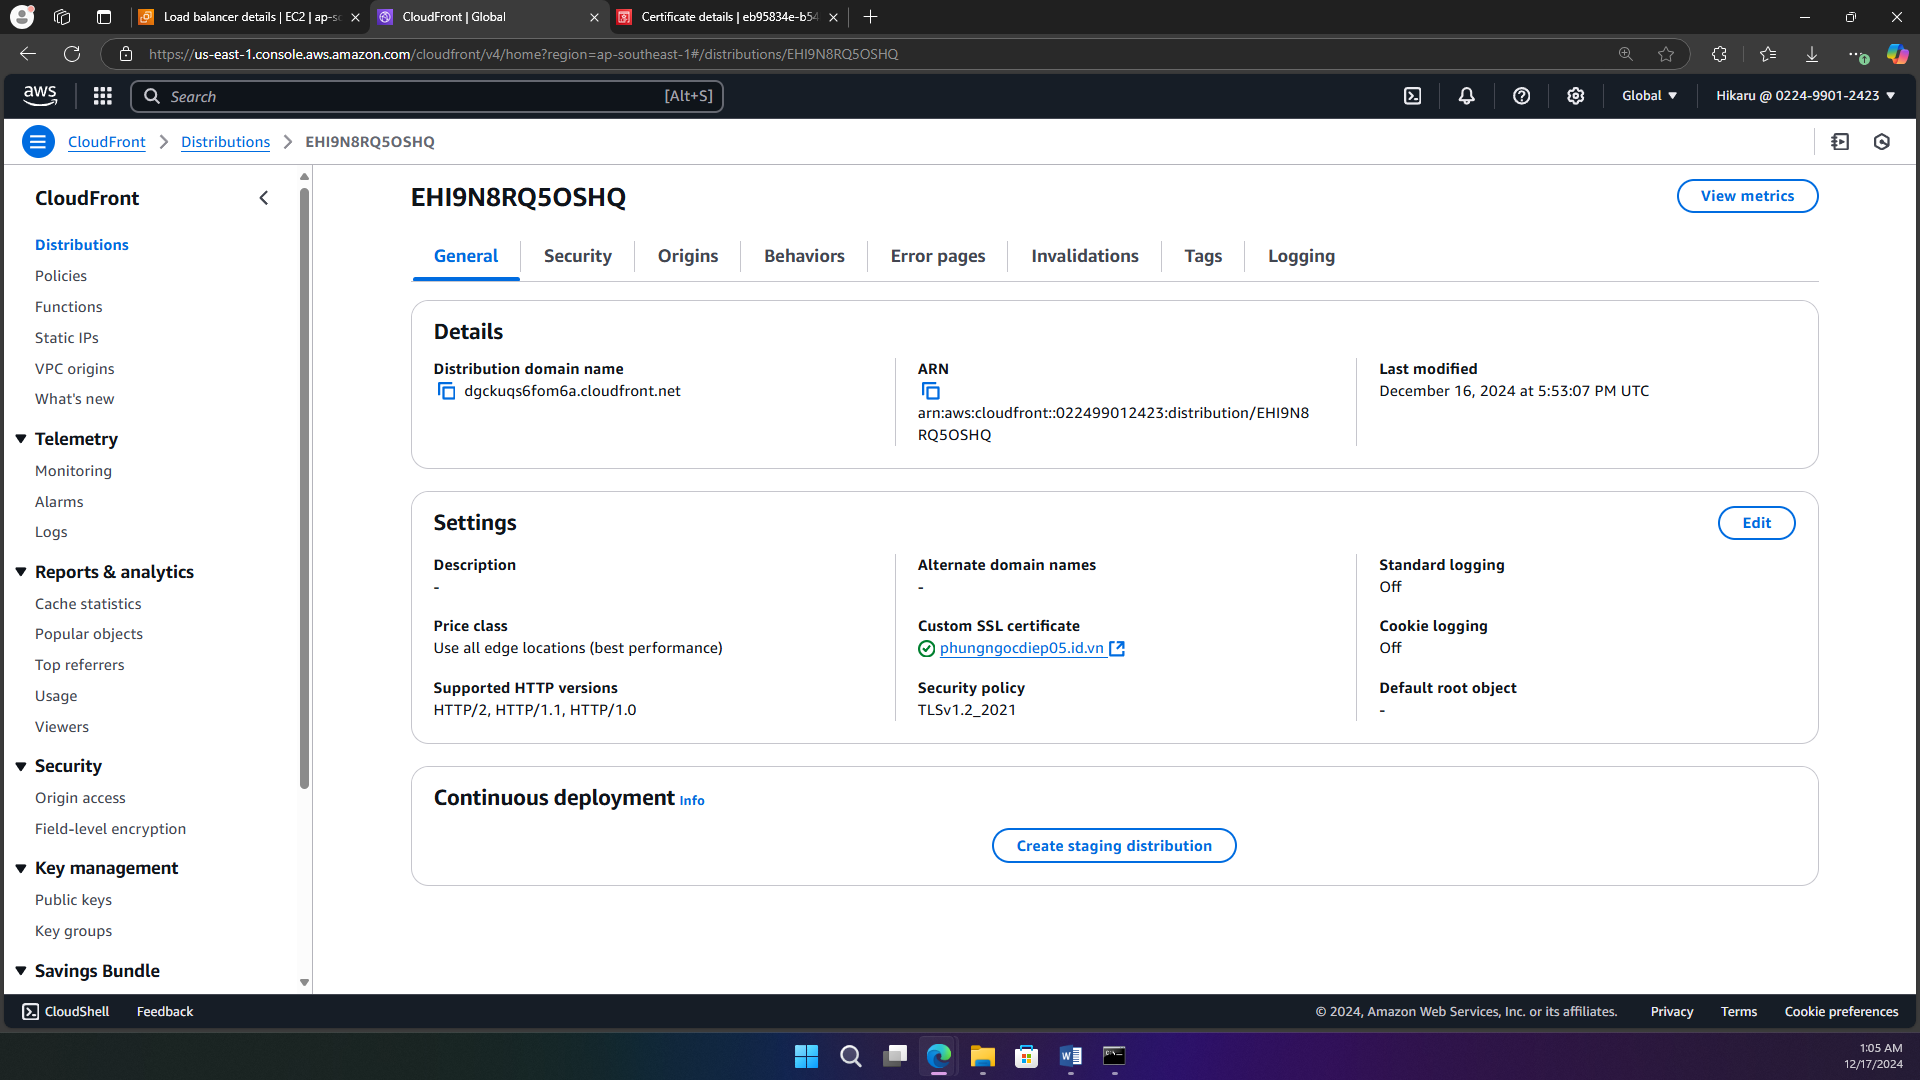 Load balancer details | EC2 | ap-so
CloudFront | Global
Certificate details | eb95834e-b54
https://us-east-1.console.aws.amazon.com/cloudfront/v4/home?region=ap-southeast-1#/distributions/EHI9N8RQ5OSHQ
aws
Search
[Alt+S]
Global
Hikaru @ 0224-9901-2423
CloudFront
Distributions
EHI9N8RQ5OSHQ
CloudFront
Distributions
Policies
Functions
Static IPs
VPC origins
What's new
Telemetry
Monitoring
Alarms
Logs
Reports & analytics
Cache statistics
Popular objects
Top referrers
Usage
Viewers
Security
Origin access
Field-level encryption
Key management
Public keys
Key groups
Savings Bundle
EHI9N8RQ5OSHQ
View metrics
General
Security
Origins
Behaviors
Error pages
Invalidations
Tags
Logging
Details
Distribution domain name
dgckuqs6fom6a.cloudfront.net
ARN
arn:aws:cloudfront::022499012423:distribution/EHI9N8
RQ5OSHQ
Last modified
December 16, 2024 at 5:53:07 PM UTC
Settings
Edit
Description
-
Price class
Use all edge locations (best performance)
Supported HTTP versions
HTTP/2, HTTP/1.1, HTTP/1.0
Alternate domain names
-
Custom SSL certificate
phungngocdiep05.id.vn
Security policy
TLSv1.2_2021
Standard logging
Off
Cookie logging
Off
Default root object
-
Continuous deployment Info
Create staging distribution
CloudShell
Feedback
© 2024, Amazon Web Services, Inc. or its affiliates.
Privacy
Terms
Cookie preferences
1:05 AM
12/17/2024